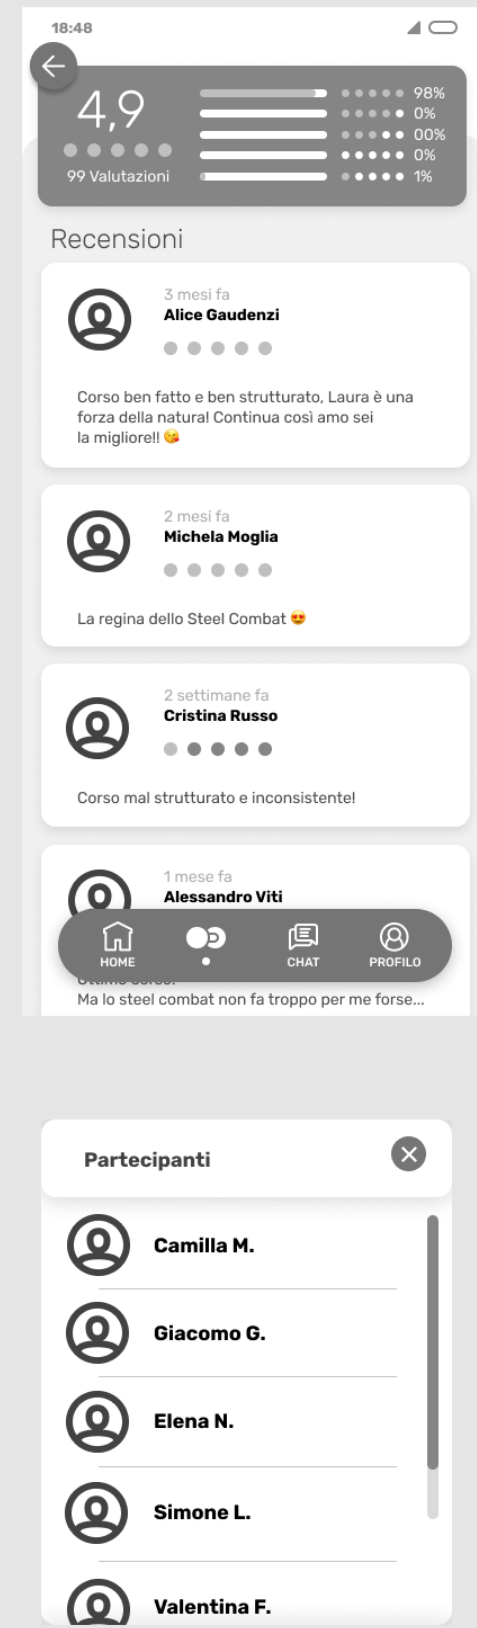 18:48
4,9
99 Valutazioni
98%
0%
00%
0%
1%
Recensioni
3 mesi fa
Alice Gaudenzi
Corso ben fatto e ben strutturato, Laura è una
forza della natura! Continua così amo sei
la migliore!! 😘
2 mesi fa
Michela Moglia
La regina dello Steel Combat 😍
2 settimane fa
Cristina Russo
Corso mal strutturato e inconsistente!
1 mese fa
Alessandro Viti
Ma lo steel combat non fa troppo per me forse...
HOME
CHAT
PROFILO
Partecipanti
Camilla M.
Giacomo G.
Elena N.
Simone L.
Valentina F.